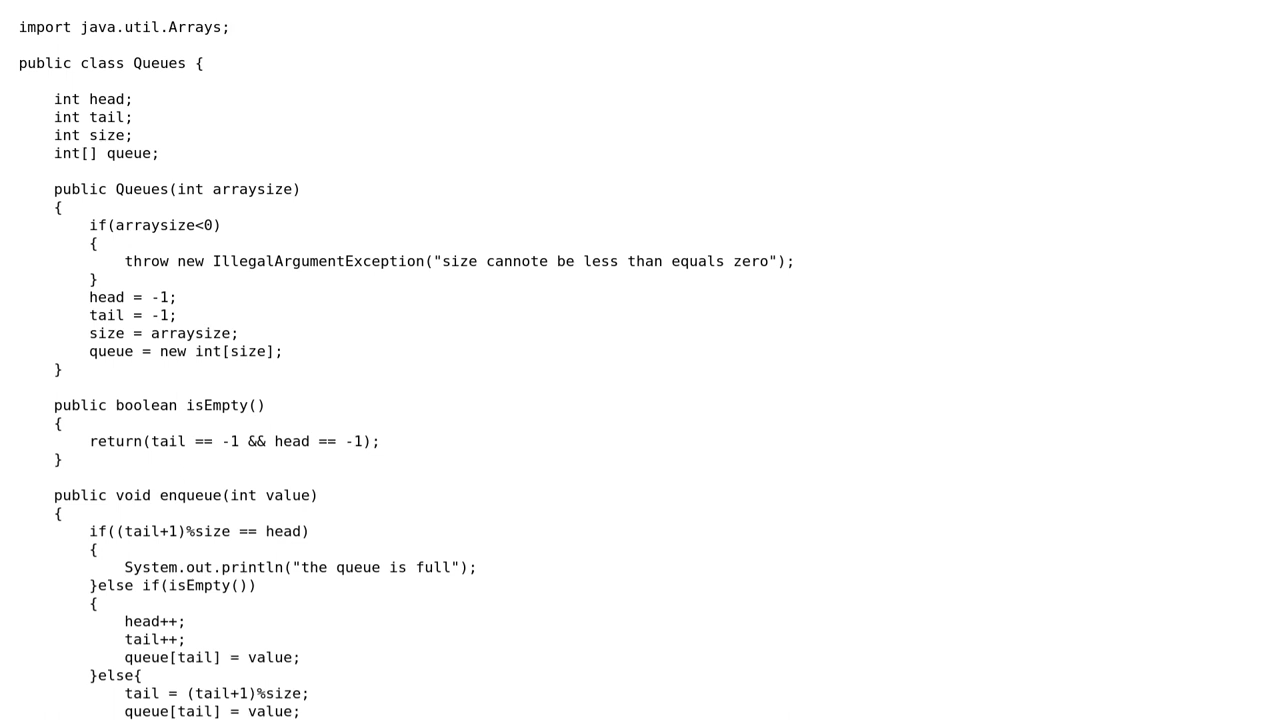 import java.util.Arrays;
public class Queues {
int head;
int tail;
int size;
int[] queue;
public Queues(int arraysize)
{
if(arraysize<0)
{
throw new IllegalArgumentException("size cannote be less than equals zero");
}
head = -1;
tail = -1;
size = arraysize;
queue = new int[size];
}
public boolean isEmpty()
{
return(tail == -1 && head == -1);
}
public void enqueue(int value)
{
if((tail+1)%size == head)
{
System.out.println("the queue is full");
}else if(isEmpty())
{
head++;
tail++;
queue[tail] = value;
}else{
tail = (tail+1)%size;
queue[tail] = value;